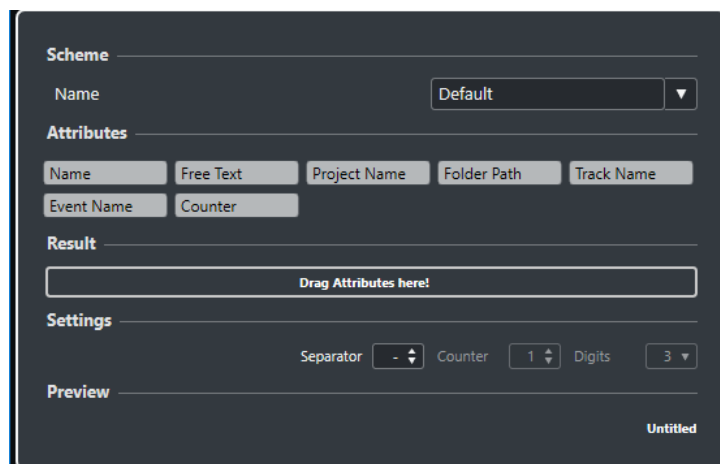 Scheme
Name Default
Attributes
Name Free Text Project Name Folder Path Track Name
Event Name Counter
Result
Drag Attributes here!
Settings
Separator - Counter 1 Digits 3
Preview
Untitled